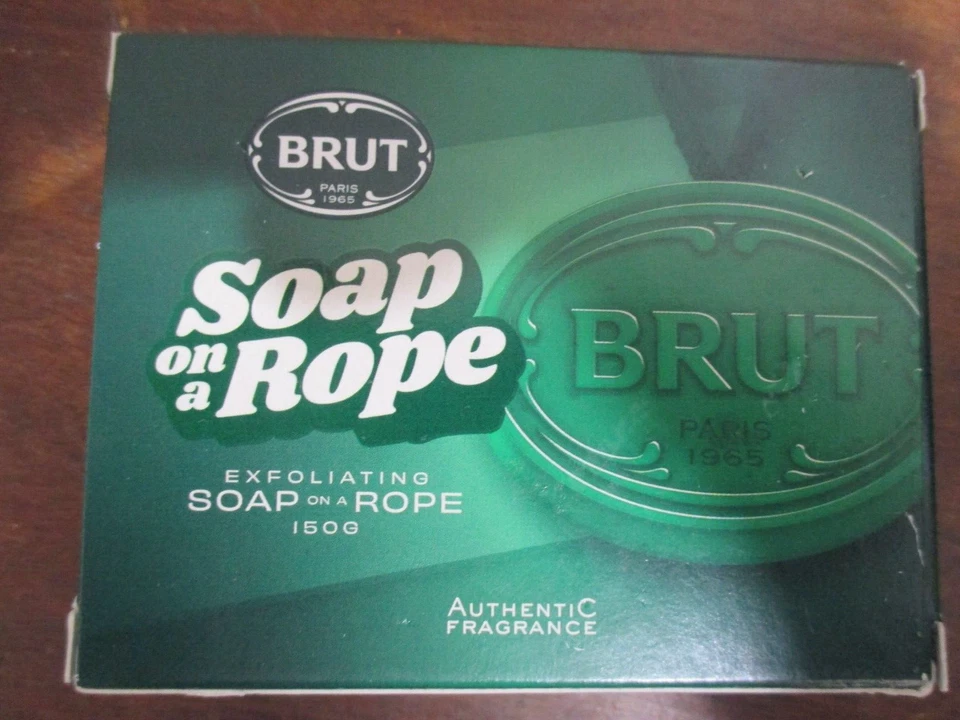 BRUT
PARIS
1965
Soap
on
a Rope
EXFOLIATING
SOAP ON A ROPE
150G
AUTHENTIC
FRAGRANCE
BRUT
PARIS
1965